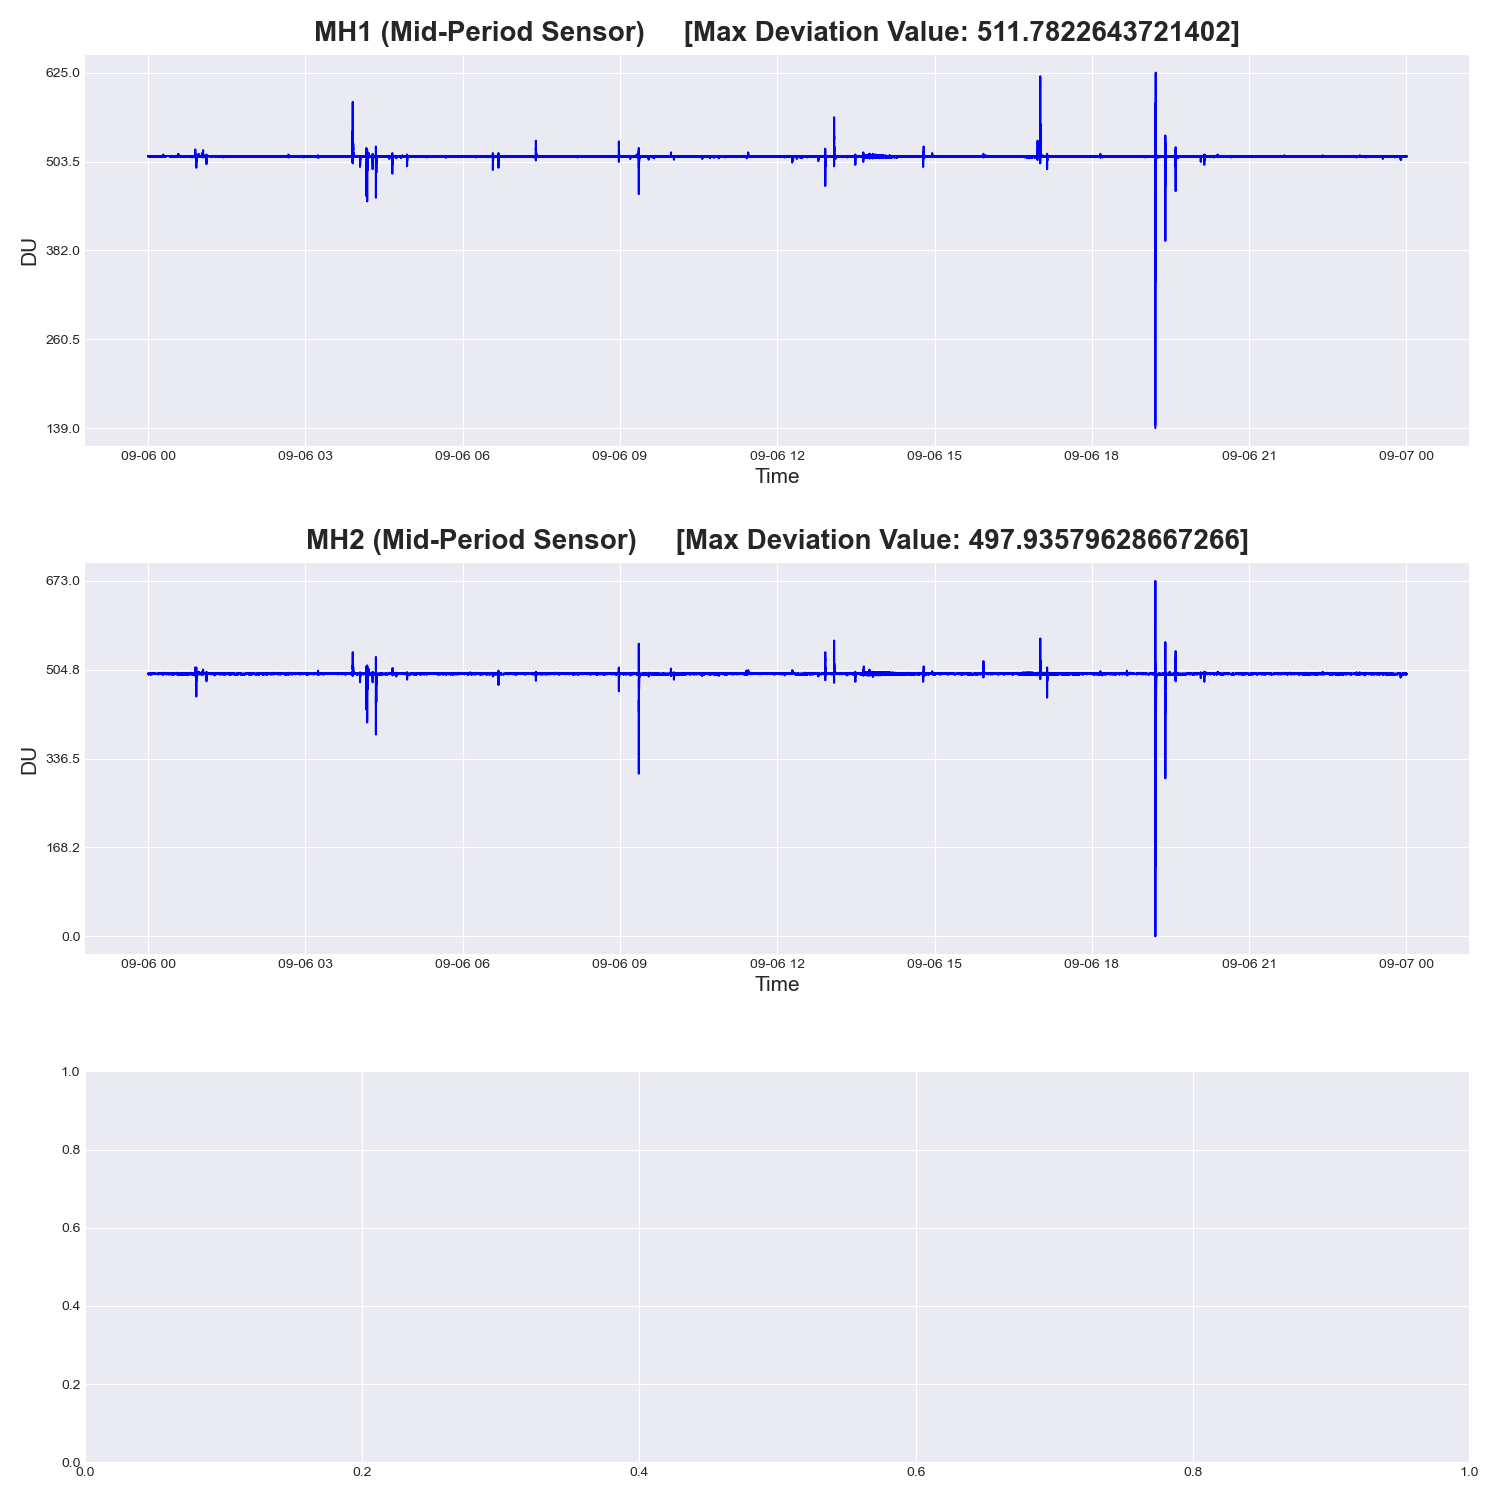 MH1 (Mid-Period Sensor) [Max Deviation Value: 511.7822643721402]
625.0
503.5
382.0
260.5
139.0
DU
09-06 00 09-06 03 09-06 06 09-06 09 09-06 12 09-06 15 09-06 18 09-06 21 09-07 00
Time
MH2 (Mid-Period Sensor) [Max Deviation Value: 497.93579628667266]
673.0
504.8
336.5
168.2
0.0
DU
09-06 00 09-06 03 09-06 06 09-06 09 09-06 12 09-06 15 09-06 18 09-06 21 09-07 00
Time
1.0
0.8
0.6
0.4
0.2
0.0
0.0 0.2 0.4 0.6 0.8 1.0